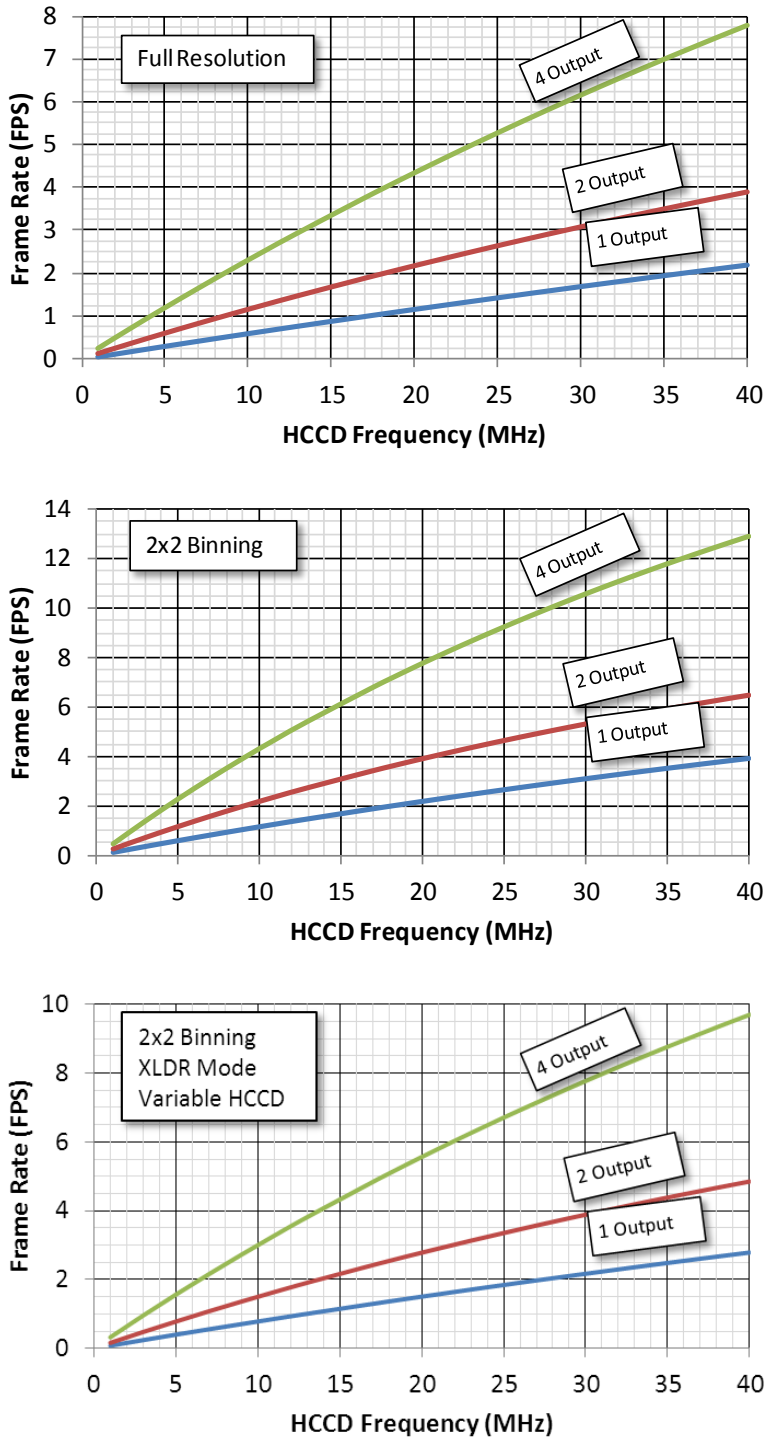 Full Resolution
4 Output
2 Output
1 Output
Frame Rate (FPS)
8
7
6
5
4
3
2
1
0
0 5 10 15 20 25 30 35 40
HCCD Frequency (MHz)
2x2 Binning
4 Output
2 Output
1 Output
Frame Rate (FPS)
14
12
10
8
6
4
2
0
0 5 10 15 20 25 30 35 40
HCCD Frequency (MHz)
2x2 Binning
XLDR Mode
Variable HCCD
4 Output
2 Output
1 Output
Frame Rate (FPS)
10
8
6
4
2
0
0 5 10 15 20 25 30 35 40
HCCD Frequency (MHz)